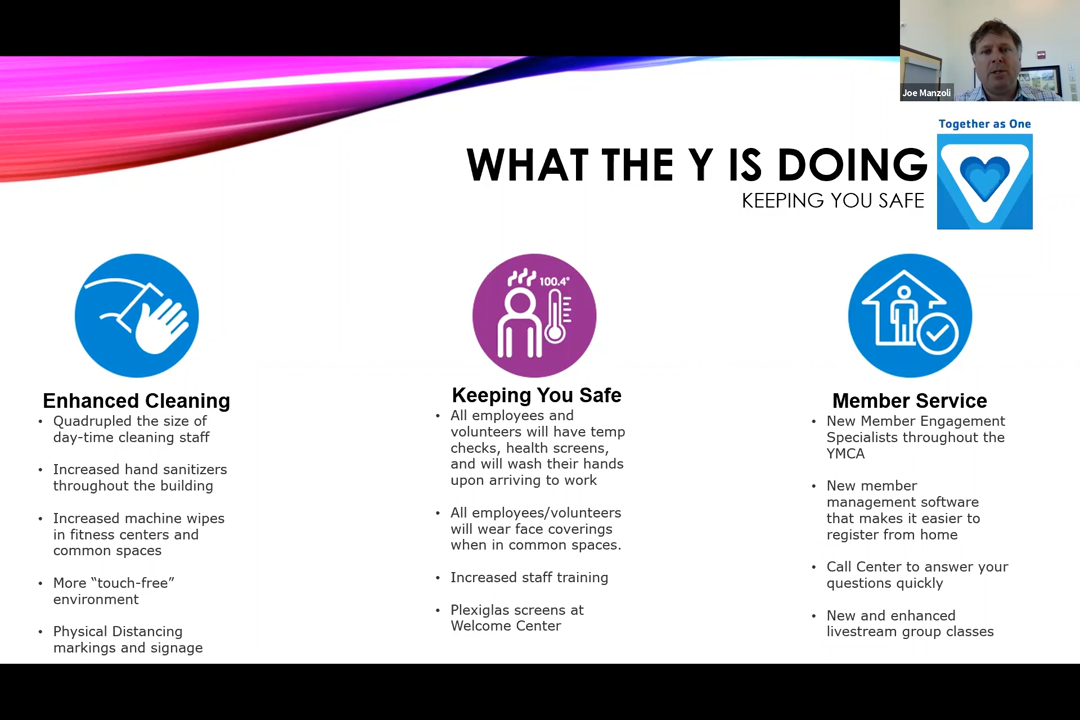 Joe Manzoli
Together as One
WHAT THE Y IS DOING
KEEPING YOU SAFE
Enhanced Cleaning
• Quadrupled the size of
day-time cleaning staff
• Increased hand sanitizers
throughout the building
• Increased machine wipes
in fitness centers and
common spaces
• More “touch-free”
environment
• Physical Distancing
markings and signage
100.4°
Keeping You Safe
• All employees and
volunteers will have temp
checks, health screens,
and will wash their hands
upon arriving to work
• All employees/volunteers
will wear face coverings
when in common spaces.
• Increased staff training
• Plexiglas screens at
Welcome Center
Member Service
• New Member Engagement
Specialists throughout the
YMCA
• New member
management software
that makes it easier to
register from home
• Call Center to answer your
questions quickly
• New and enhanced
livestream group classes